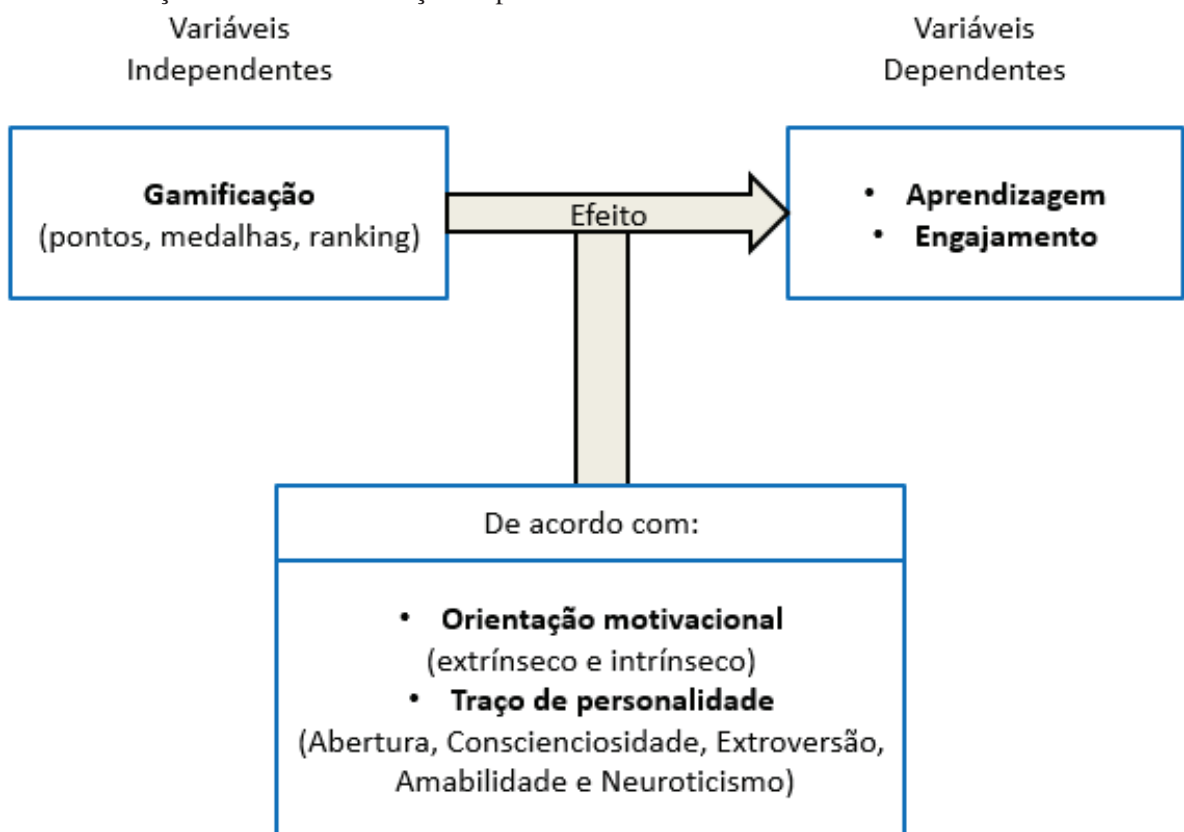 Variáveis
Independentes
Variáveis
Dependentes
Gamificação
(pontos, medalhas, ranking)
Efeito
• Aprendizagem
• Engajamento
De acordo com:
• Orientação motivacional
(extrínseco e intrínseco)
• Traço de personalidade
(Abertura, Conscienciosidade, Extroversão,
Amabilidade e Neuroticismo)